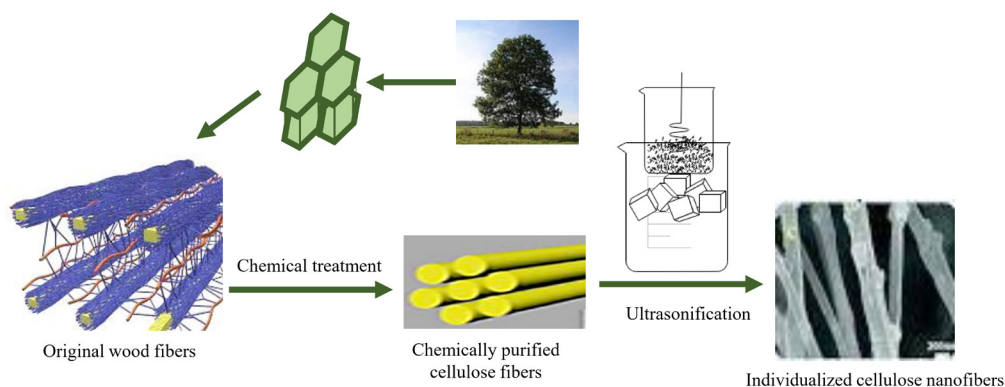 Chemical treatment
Ultrasonification
Original wood fibers
Chemically purified
cellulose fibers
Individualized cellulose nanofibers